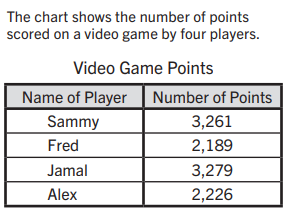 The chart shows the number of points
scored on a video game by four players.
Video Game Points
Name of Player Number of Points
Sammy 3,261
Fred 2,189
Jamal 3,279
Alex 2,226